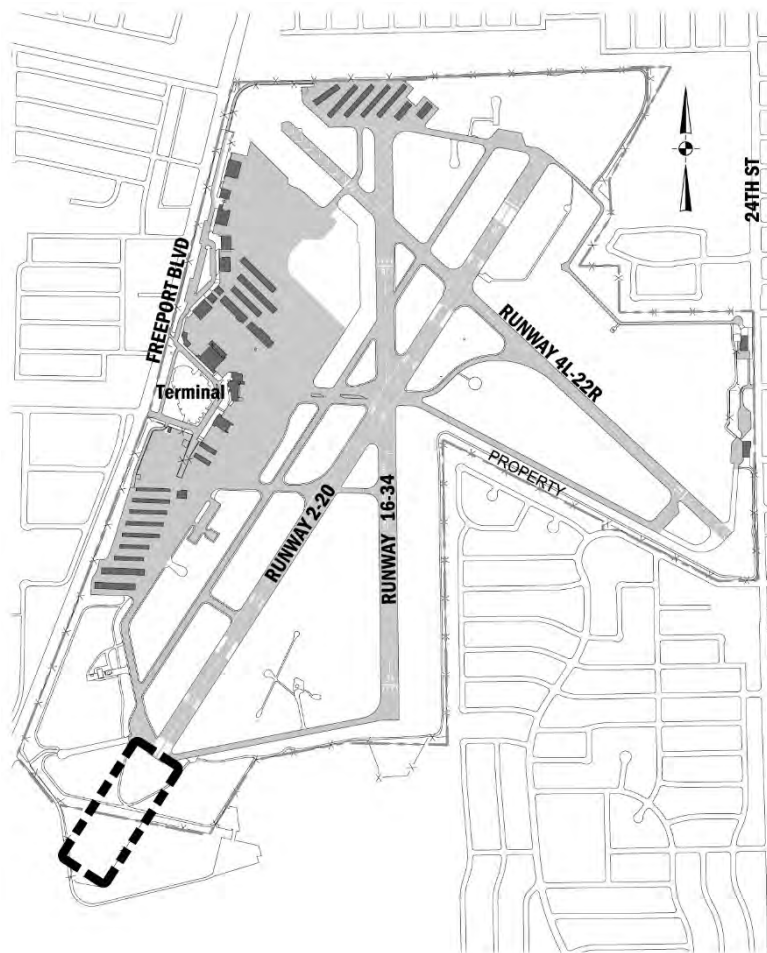 24TH ST
FREEPORT BLVD
RUNWAY 4L-22R
Terminal
PROPERTY
RUNWAY 2-20
RUNWAY 16-34